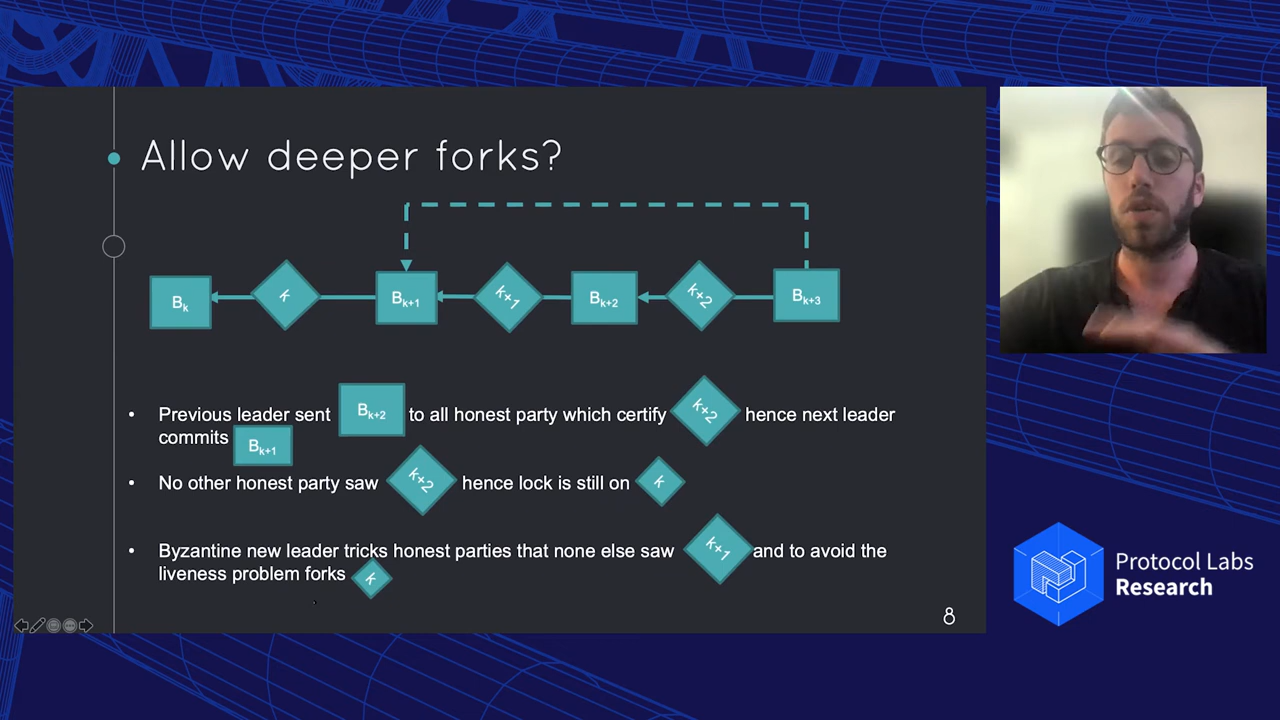 Allow deeper forks?
Bk
k
Bk+1
k+1
Bk+2
k+2
Bk+3
• Previous leader sent Bk+2 to all honest party which certify k+2 hence next leader
commits Bk+1
• No other honest party saw k+2 hence lock is still on k
• Byzantine new leader tricks honest parties that none else saw k+1 and to avoid the
liveness problem forks k
8
Protocol Labs
Research